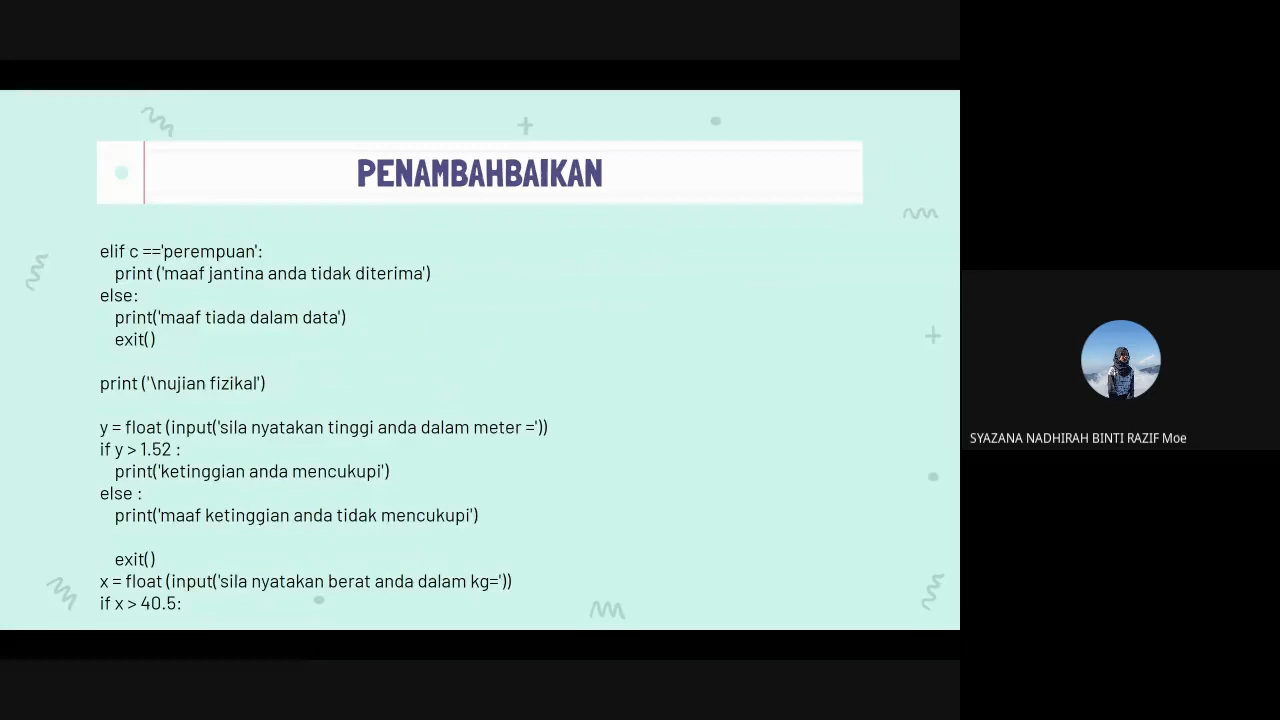 PENAMBAHBAIKAN
elif c =='perempuan':
print ('maaf jantina anda tidak diterima')
else:
print('maaf tiada dalam data')
exit()
print ('\nujian fizikal')
y = float (input('sila nyatakan tinggi anda dalam meter ='))
if y > 1.52 :
print('ketinggian anda mencukupi')
else :
print('maaf ketinggian anda tidak mencukupi')
exit()
x = float (input('sila nyatakan berat anda dalam kg='))
if x > 40.5:
SYAZANA NADHIRAH BINTI RAZIF Moe